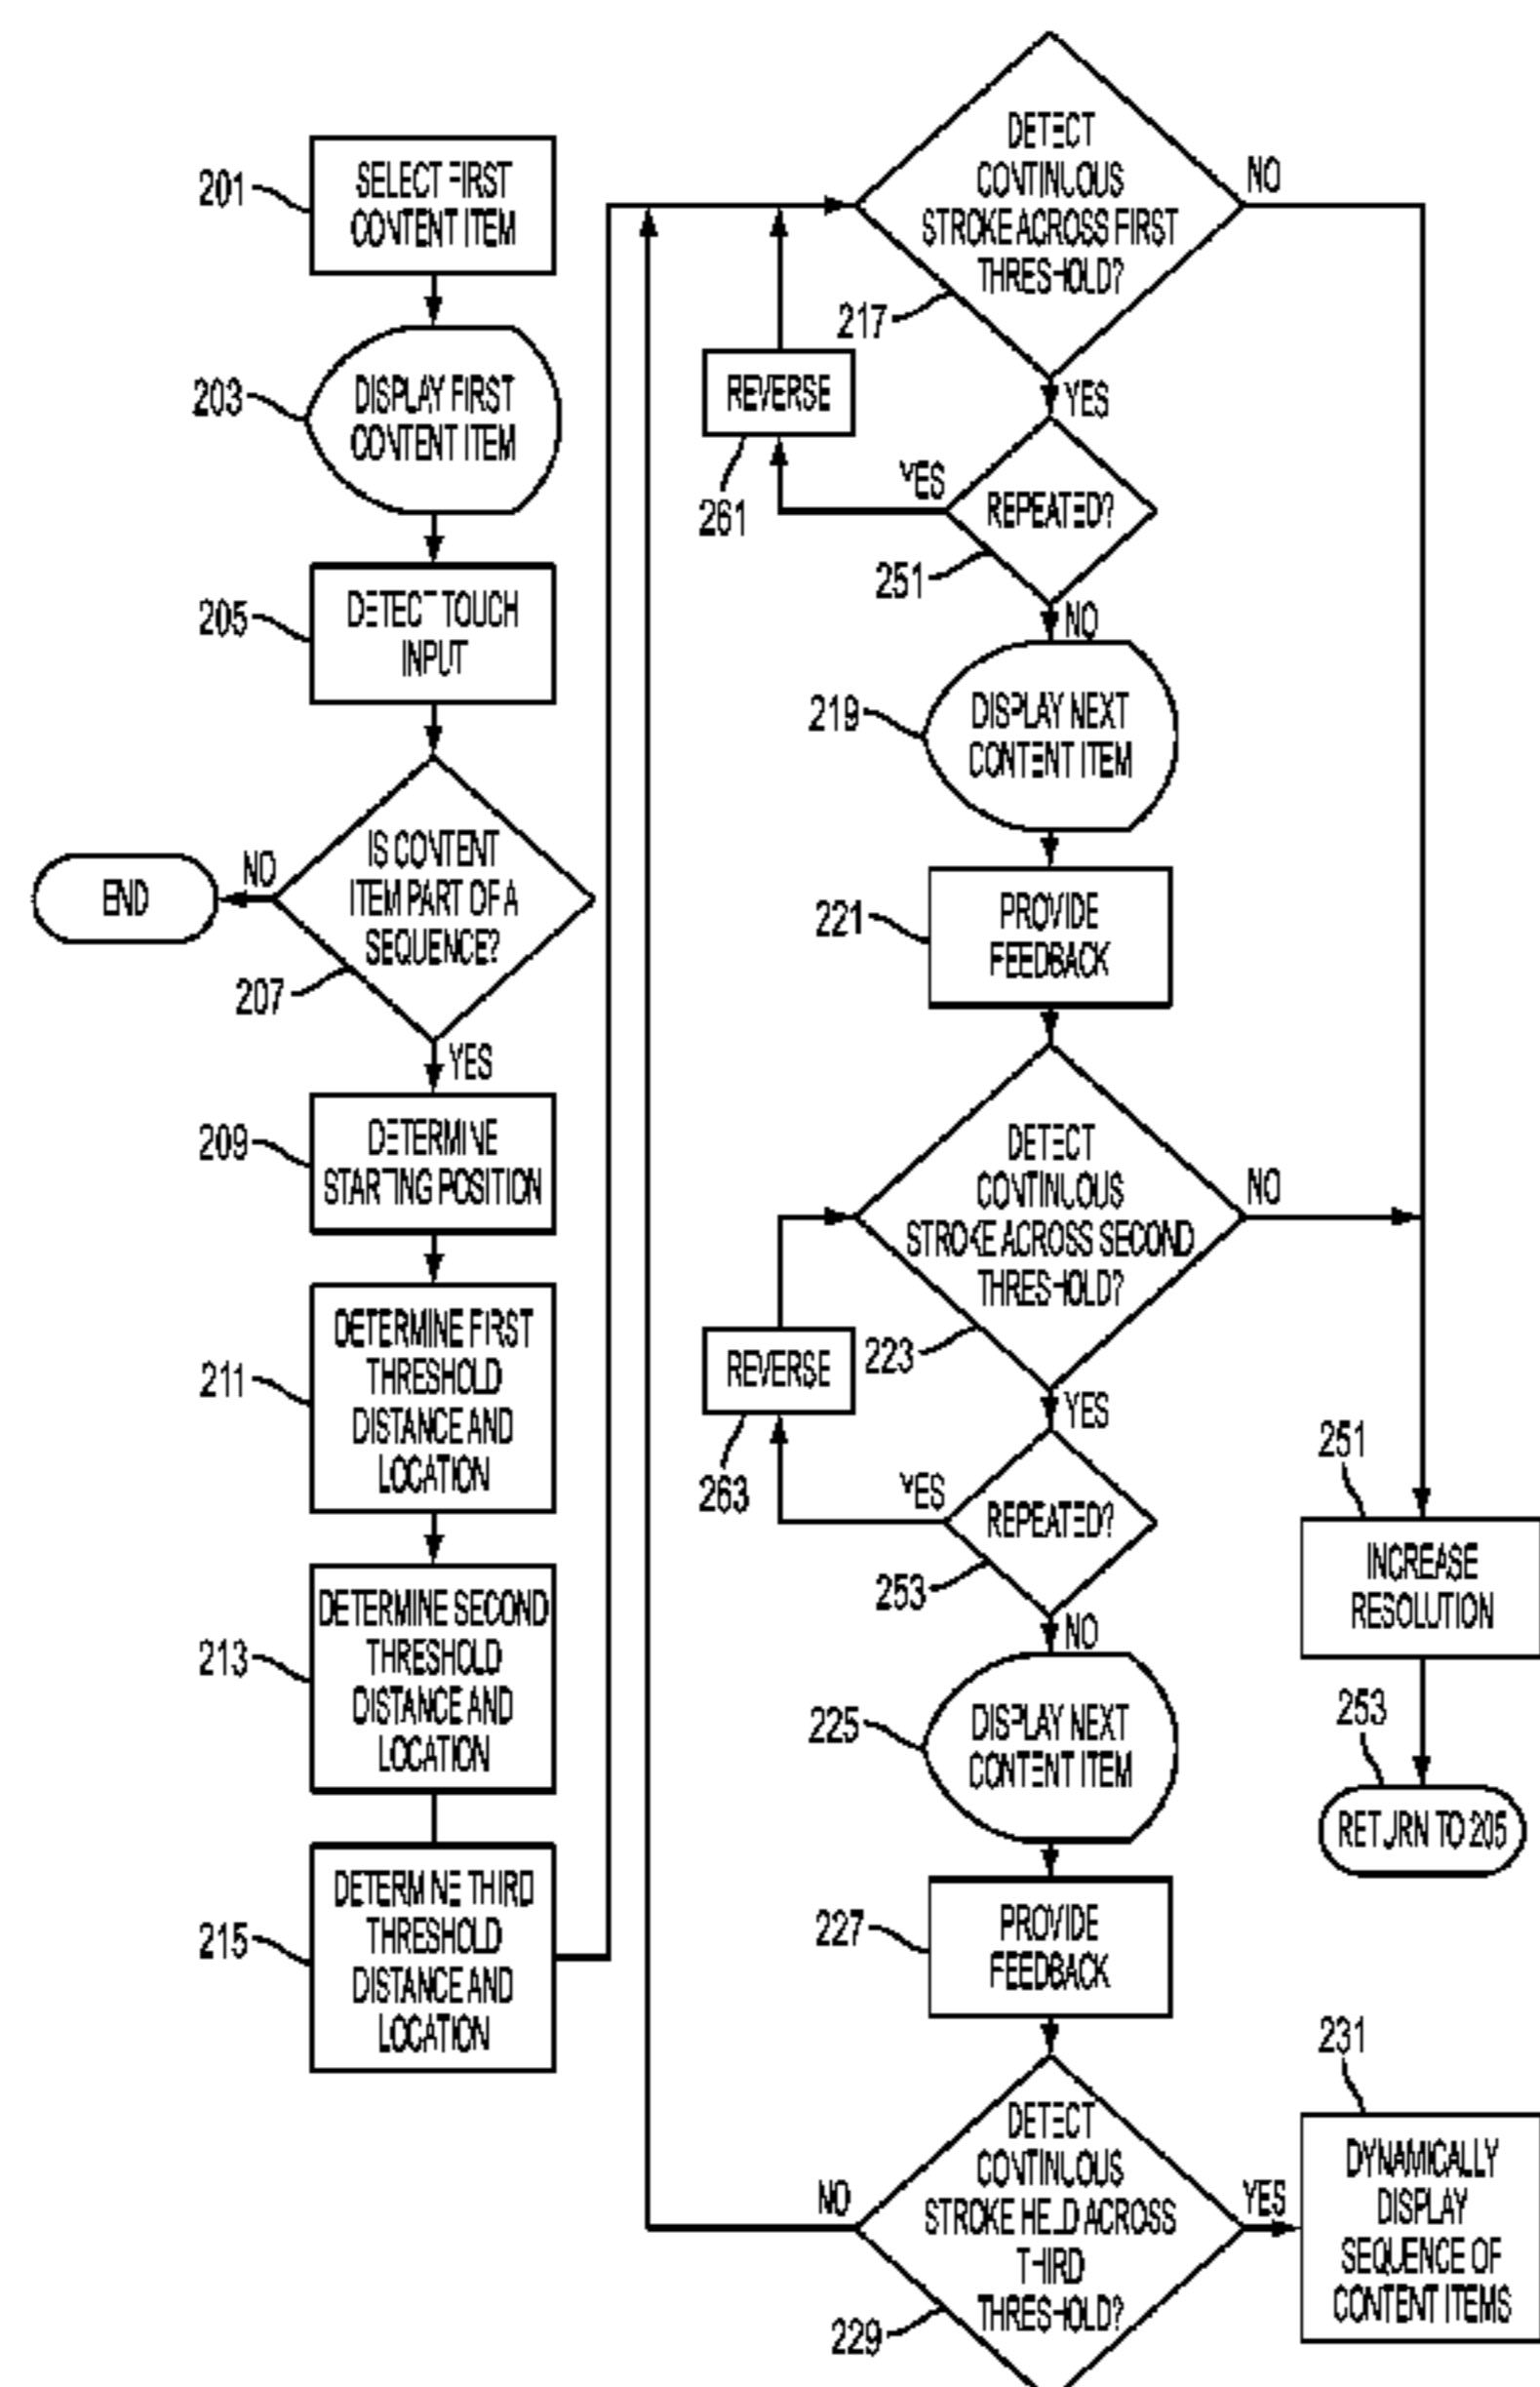 201
SELECT FIRST
CONTENT ITEM
203
DISPLAY FIRST
CONTENT ITEM
205
DETECT TOUCH
INPUT
IS CONTENT
ITEM PART OF A
SEQUENCE?
207
NO
END
YES
209
DETERMINE
STARTING POSITION
211
DETERMINE FIRST
THRESHOLD
DISTANCE AND
LOCATION
213
DETERMINE SECOND
THRESHOLD
DISTANCE AND
LOCATION
215
DETERMINE THIRD
THRESHOLD
DISTANCE AND
LOCATION
DETECT
CONTINUOUS
STROKE ACROSS FIRST
THRESHOLD?
217
NO
YES
REVERSE
261
YES
REPEATED?
251
NO
219
DISPLAY NEXT
CONTENT ITEM
221
PROVIDE
FEEDBACK
DETECT
CONTINUOUS
STROKE ACROSS SECOND
THRESHOLD?
223
NO
YES
REVERSE
263
YES
REPEATED?
253
NO
225
DISPLAY NEXT
CONTENT ITEM
227
PROVIDE
FEEDBACK
DETECT
CONTINUOUS
STROKE HELD ACROSS
THIRD
THRESHOLD?
229
NO
YES
251
INCREASE
RESOLUTION
253
RETURN TO 205
231
DYNAMICALLY
DISPLAY
SEQUENCE OF
CONTENT ITEMS